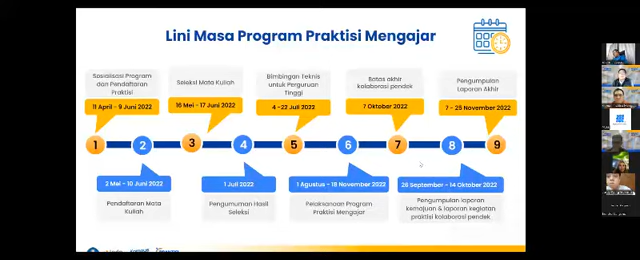 Lini Masa Program Praktisi Mengajar
Sosialisasi Program
dan Pendaftaran
Praktisi
11 April - 9 Juni 2022
Seleksi Mata Kuliah
16 Mei - 17 Juni 2022
Bimbingan Teknis
untuk Perguruan
Tinggi
4 -22 Juli 2022
Batas akhir
kolaborasi pendek
7 Oktober 2022
Pengumpulan
Laporan Akhir
7 - 25 November 2022
1 2 3 4 5 6 7 8 9
2 Mei - 10 Juni 2022
Pendaftaran Mata
Kuliah
1 Juli 2022
Pengumuman Hasil
Seleksi
1 Agustus - 18 November 2022
Pelaksanaan Program
Praktisi Mengajar
26 September - 14 Oktober 2022
Pengumpulan laporan
kemajuan & laporan kegiatan
praktisi kolaborasi pendek